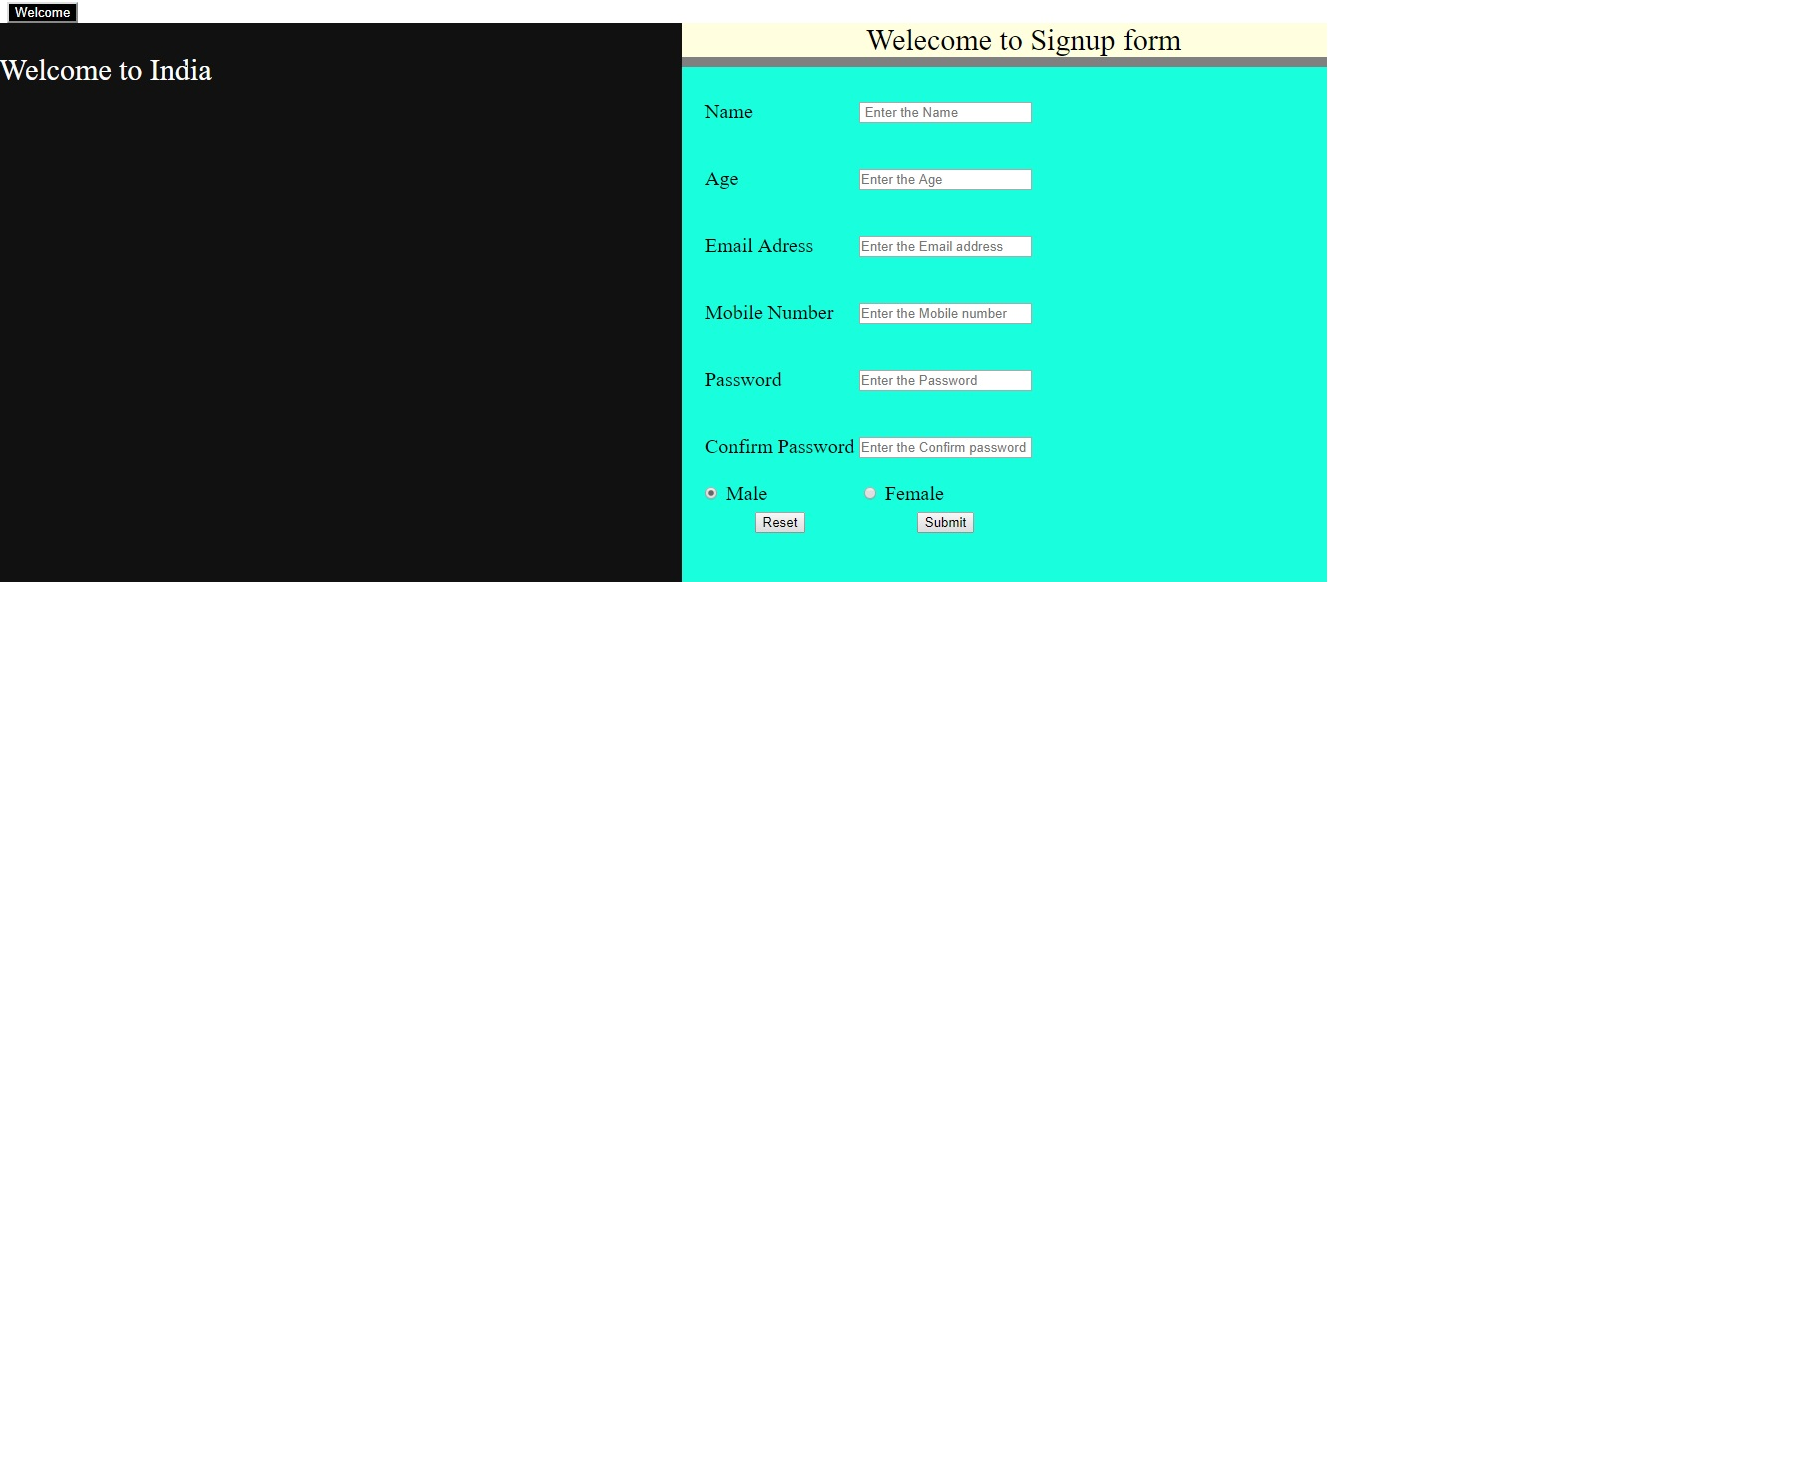 Welcome
Welcome to India
Welecome to Signup form
Name Enter the Name
Age Enter the Age
Email Adress Enter the Email address
Mobile Number Enter the Mobile number
Password Enter the Password
Confirm Password Enter the Confirm password
Male Female
Reset Submit